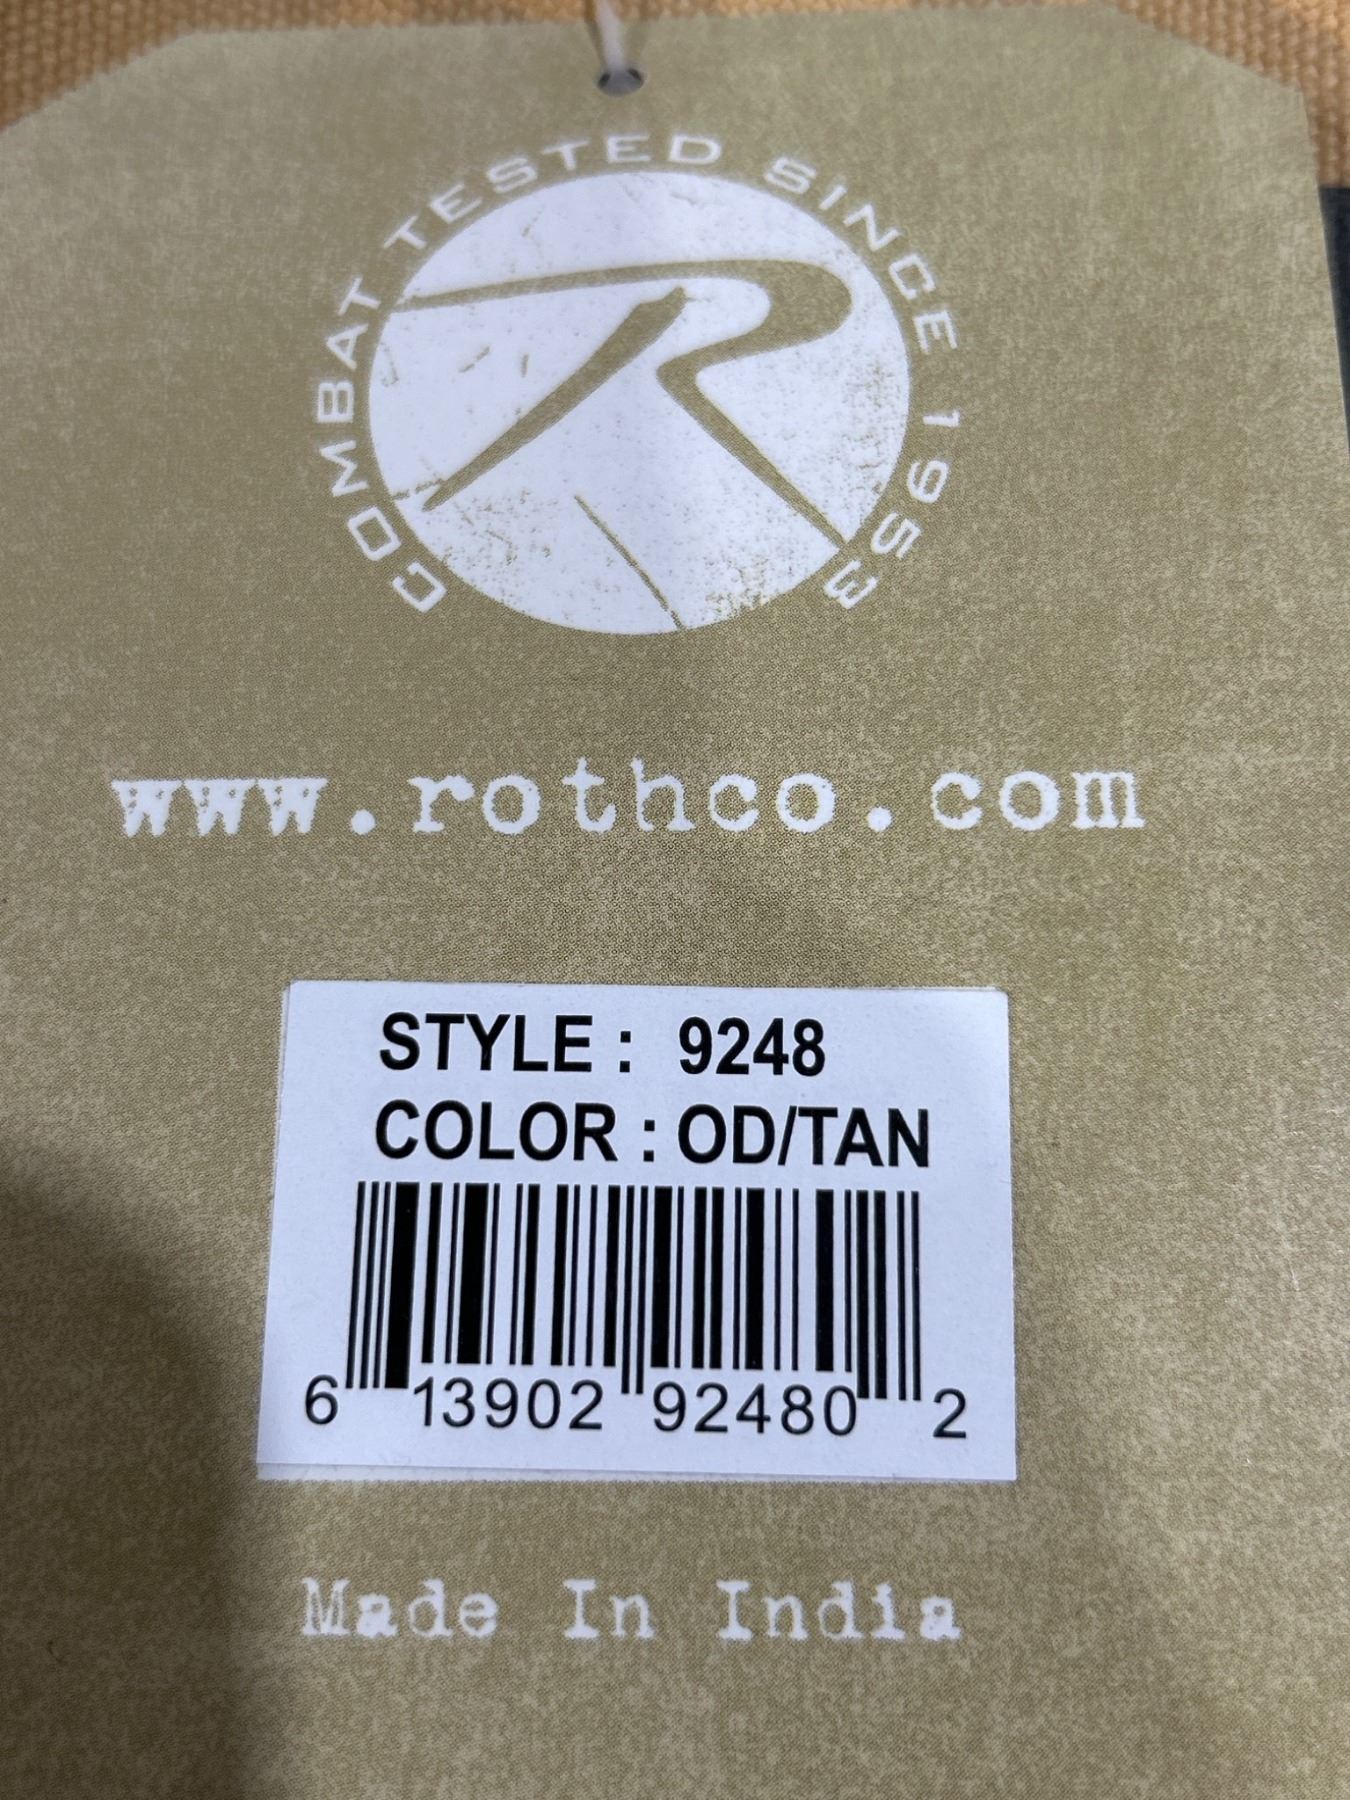 COMBAT TESTED SINCE 1953
R
www.rothco.com
STYLE : 9248
COLOR : OD/TAN
6 13902 92480 2
Made In India